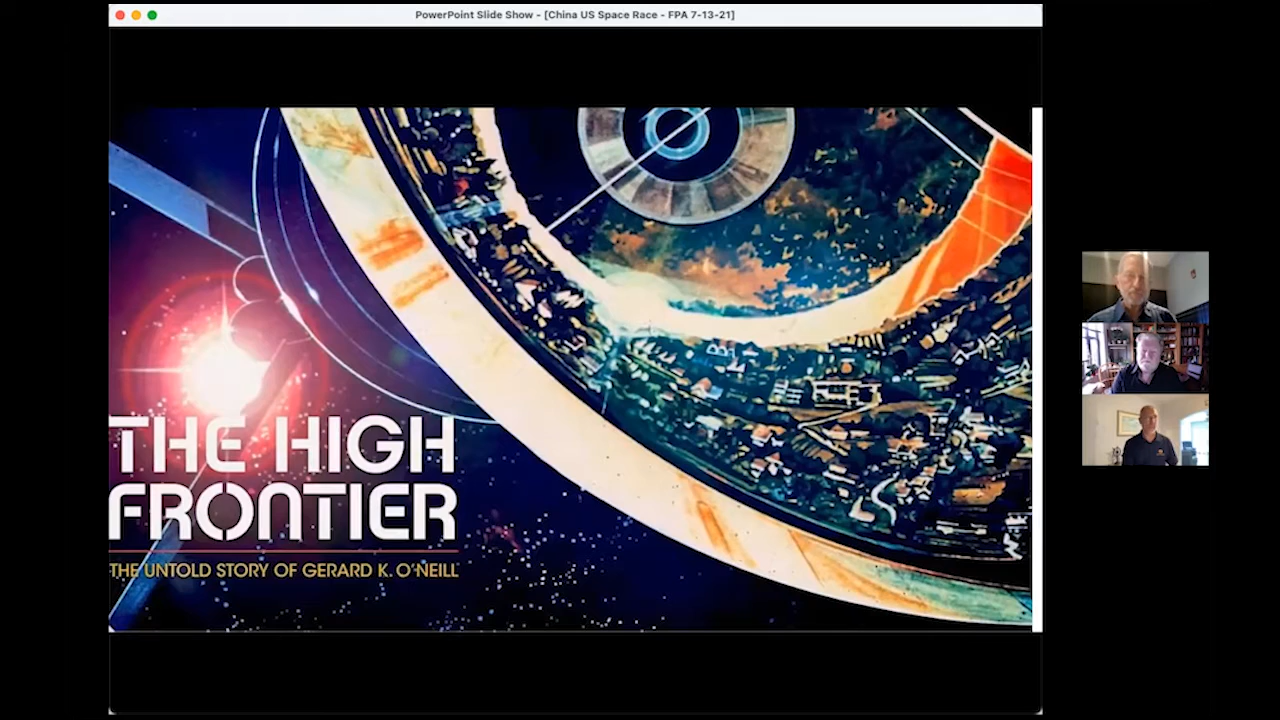 PowerPoint Slide Show - [China US Space Race - FPA 7-13-21]
THE HIGH
FRONTIER
THE UNTOLD STORY OF GERARD K. O'NEILL